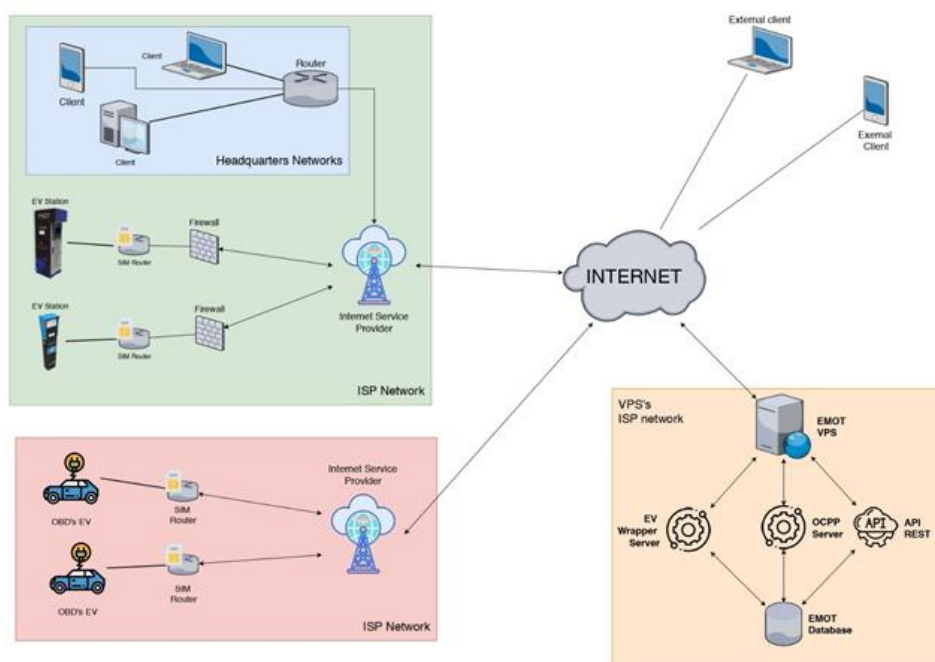 External client
Exernal
Client
Client
Router
Client
Client
Headquarters Networks
EV Station
SIM Router
Firewall
EV Station
SIM Router
Firewall
Internet Service
Provider
ISP Network
INTERNET
VPS's
ISP network
EMOT
VPS
EV
Wrapper
Server
OCPP
Server
API
API
REST
EMOT
Database
OBD's EV
SIM
Router
Internet Service
Provider
OBD's EV
SIM
Router
ISP Network